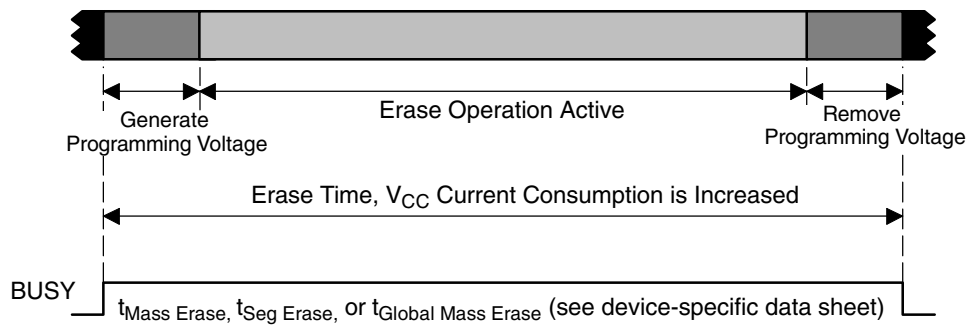 Erase Operation Active
Generate
Programming Voltage
Remove
Programming Voltage
Erase Time, VCC Current Consumption is Increased
BUSY
tMass Erase, tSeg Erase, or tGlobal Mass Erase (see device-specific data sheet)